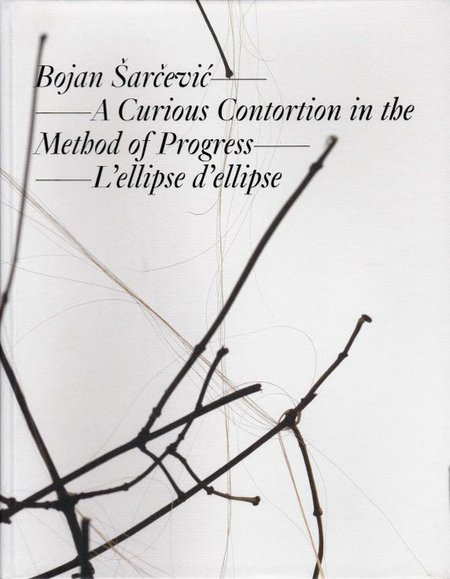 Bojan Šarčević——
——A Curious Contortion in the
Method of Progress——
——L'ellipse d'ellipse